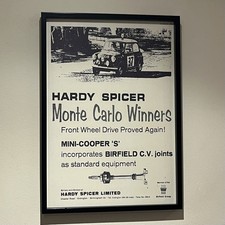 HARDY SPICER
Monte Carlo Winners
Front Wheel Drive Proved Again!
MINI-COOPER 'S'
incorporates BIRFIELD C.V. joints
as standard equipment
HARDY SPICER LIMITED